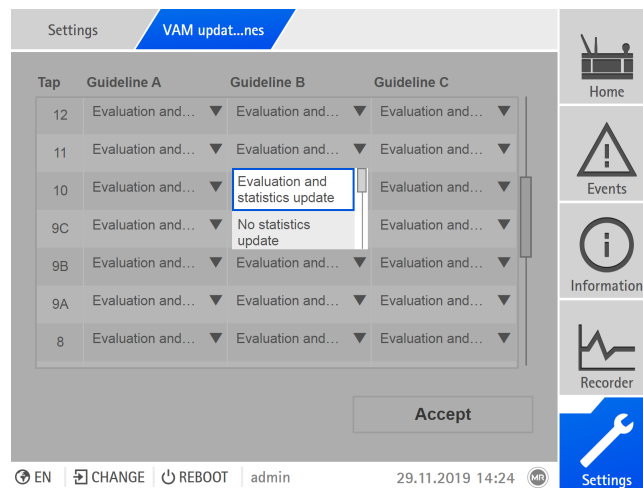 Settings
VAM updat...nes
Tap Guideline A Guideline B Guideline C
12 Evaluation and... Evaluation and... Evaluation and...
11 Evaluation and... Evaluation and... Evaluation and...
10 Evaluation and... Evaluation and
statistics update Evaluation and...
9C Evaluation and... No statistics
update Evaluation and...
9B Evaluation and... Evaluation and... Evaluation and...
9A Evaluation and... Evaluation and... Evaluation and...
8 Evaluation and... Evaluation and... Evaluation and...
Accept
EN CHANGE REBOOT admin 29.11.2019 14:24 MR
Home
Events
Information
Recorder
Settings